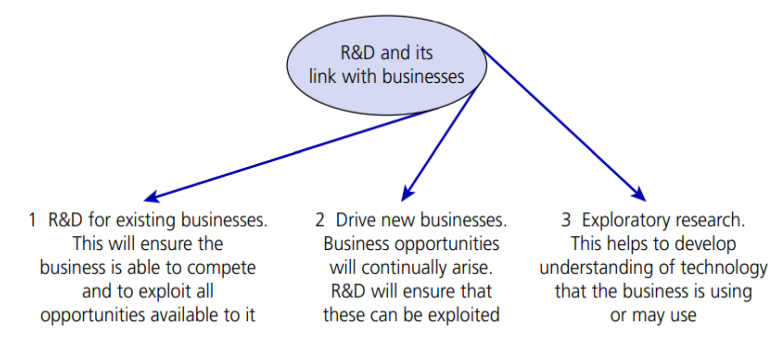 R&D and its
link with businesses
1 R&D for existing businesses.
This will ensure the
business is able to compete
and to exploit all
opportunities available to it
2 Drive new businesses.
Business opportunities
will continually arise.
R&D will ensure that
these can be exploited
3 Exploratory research.
This helps to develop
understanding of technology
that the business is using
or may use